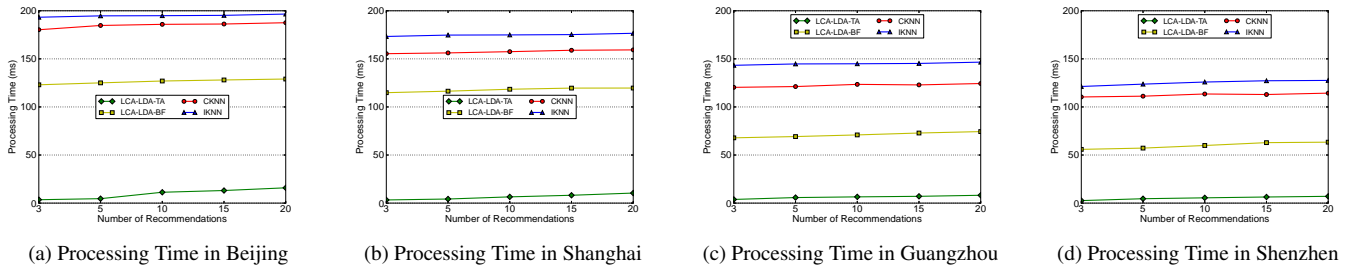 200
150
100
50
0
Processing Time (ms)
LCA-LDA-TA
LCA-LDA-BF
CKNN
IKNN
3 5 10 15 20
Number of Recommendations
(a) Processing Time in Beijing
200
150
100
50
0
Processing Time (ms)
LCA-LDA-TA
LCA-LDA-BF
CKNN
IKNN
3 5 10 15 20
Number of Recommendations
(b) Processing Time in Shanghai
200
150
100
50
0
Processing Time (ms)
LCA-LDA-TA
LCA-LDA-BF
CKNN
IKNN
3 5 10 15 20
Number of Recommendations
(c) Processing Time in Guangzhou
200
150
100
50
0
Processing Time (ms)
LCA-LDA-TA
LCA-LDA-BF
CKNN
IKNN
3 5 10 15 20
Number of Recommendations
(d) Processing Time in Shenzhen